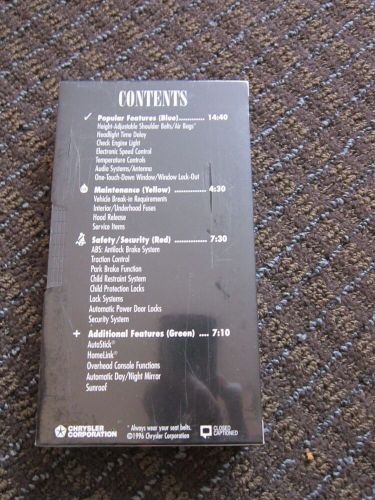 CONTENTS
✓ Popular Features (Blue)............. 14:40
Height-Adjustable Shoulder Belts/Air Bags*
Headlight Time Delay
Check Engine Light
Electronic Speed Control
Temperature Controls
Audio Systems/Antenna
One-Touch-Down Window/Window Lock-Out
Maintenance (Yellow) ............... 4:30
Vehicle Break-in Requirements
Interior/Underhood Fuses
Hood Release
Service Items
Safety/Security (Red) ............... 7:30
ABS: Antilock Brake System
Traction Control
Park Brake Function
Child Restraint System
Child Protection Locks
Lock Systems
Automatic Power Door Locks
Security System
+ Additional Features (Green) .... 7:10
AutoStick®
HomeLink®
Overhead Console Functions
Automatic Day/Night Mirror
Sunroof
CHRYSLER
CORPORATION
* Always wear your seat belts.
©1996 Chrysler Corporation
CLOSED
CAPTIONED